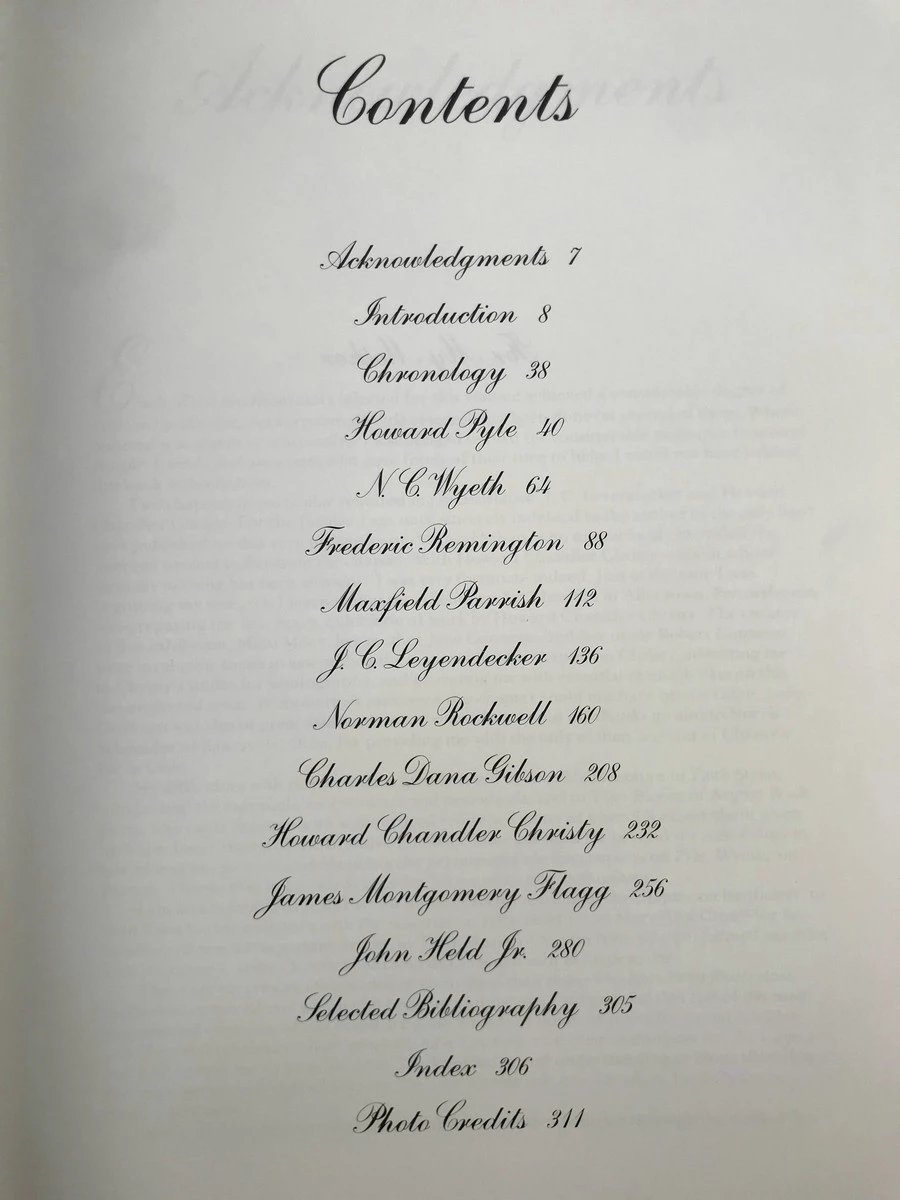 Contents
Acknowledgments 7
Introduction 8
Chronology 38
Howard Pyle 40
N. C. Wyeth 64
Frederic Remington 88
Maxfield Parrish 112
J. C. Leyendecker 136
Norman Rockwell 160
Charles Dana Gibson 208
Howard Chandler Christy 232
James Montgomery Flagg 256
John Held Jr. 280
Selected Bibliography 305
Index 306
Photo Credits 311